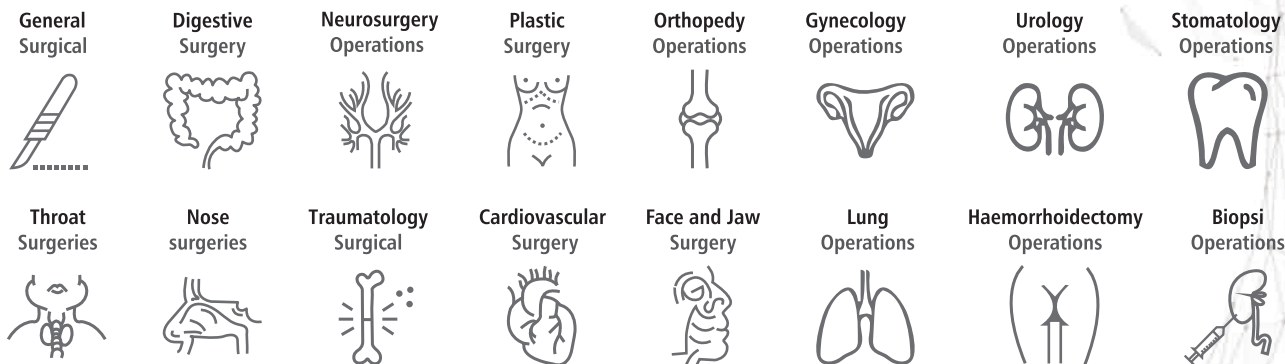 General
Surgical
Digestive
Surgery
Neurosurgery
Operations
Plastic
Surgery
Orthopedy
Operations
Gynecology
Operations
Urology
Operations
Stomatology
Operations
Throat
Surgeries
Nose
surgeries
Traumatology
Surgical
Cardiovascular
Surgery
Face and Jaw
Surgery
Lung
Operations
Haemorrhoidectomy
Operations
Biopsi
Operations